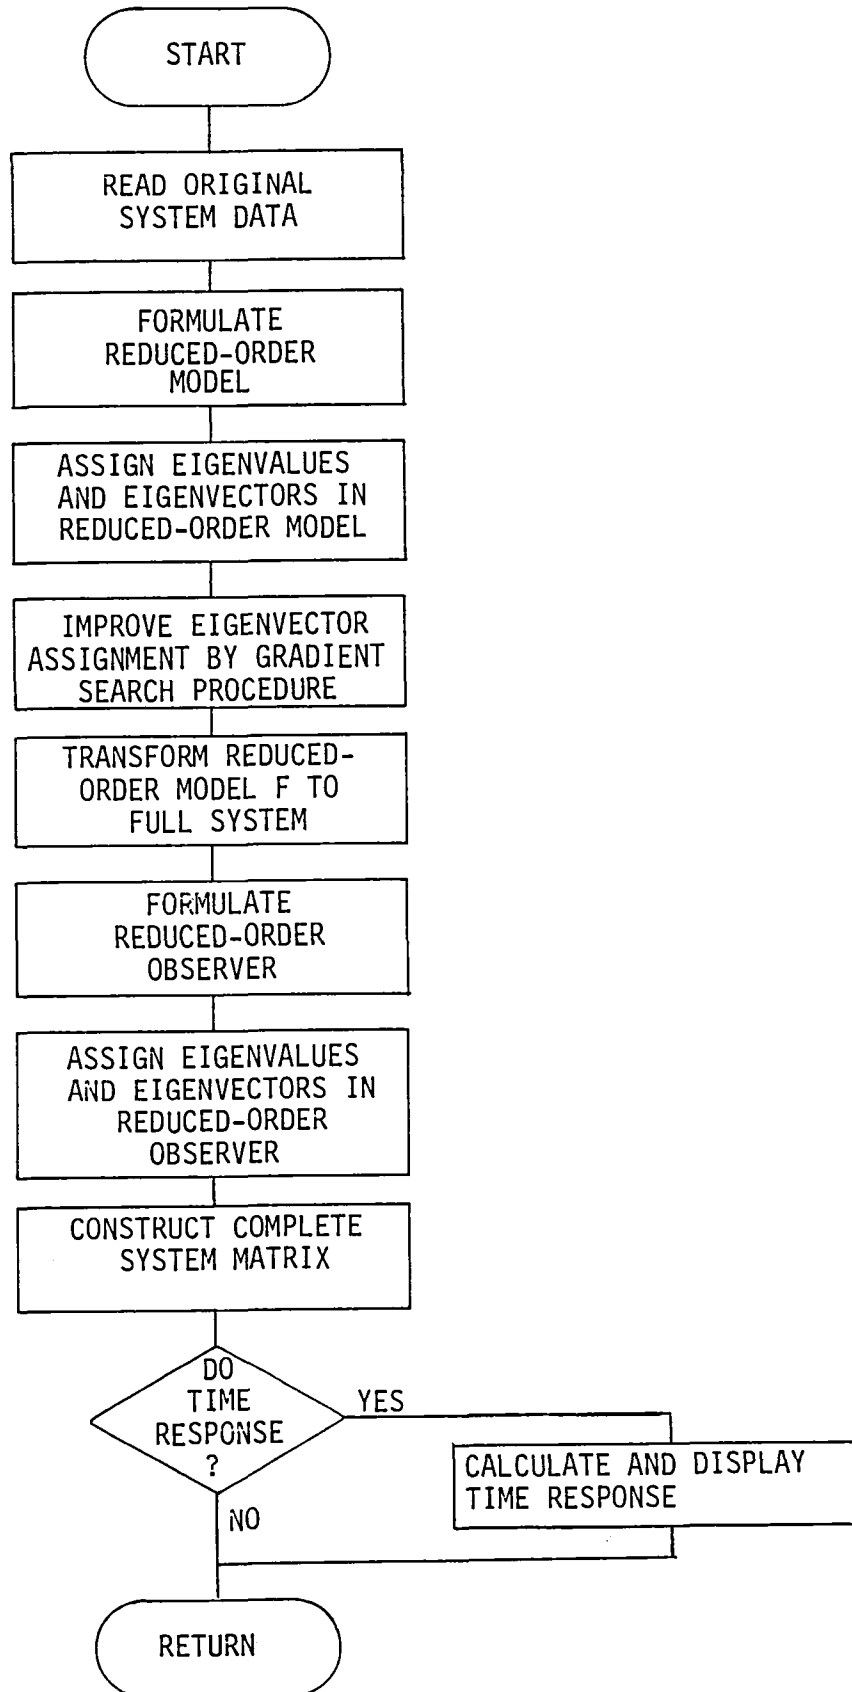 START
READ ORIGINAL
SYSTEM DATA
FORMULATE
REDUCED-ORDER
MODEL
ASSIGN EIGENVALUES
AND EIGENVECTORS IN
REDUCED-ORDER MODEL
IMPROVE EIGENVECTOR
ASSIGNMENT BY GRADIENT
SEARCH PROCEDURE
TRANSFORM REDUCED-
ORDER MODEL F TO
FULL SYSTEM
FORMULATE
REDUCED-ORDER
OBSERVER
ASSIGN EIGENVALUES
AND EIGENVECTORS IN
REDUCED-ORDER
OBSERVER
CONSTRUCT COMPLETE
SYSTEM MATRIX
DO
TIME
RESPONSE
?
YES
CALCULATE AND DISPLAY
TIME RESPONSE
NO
RETURN